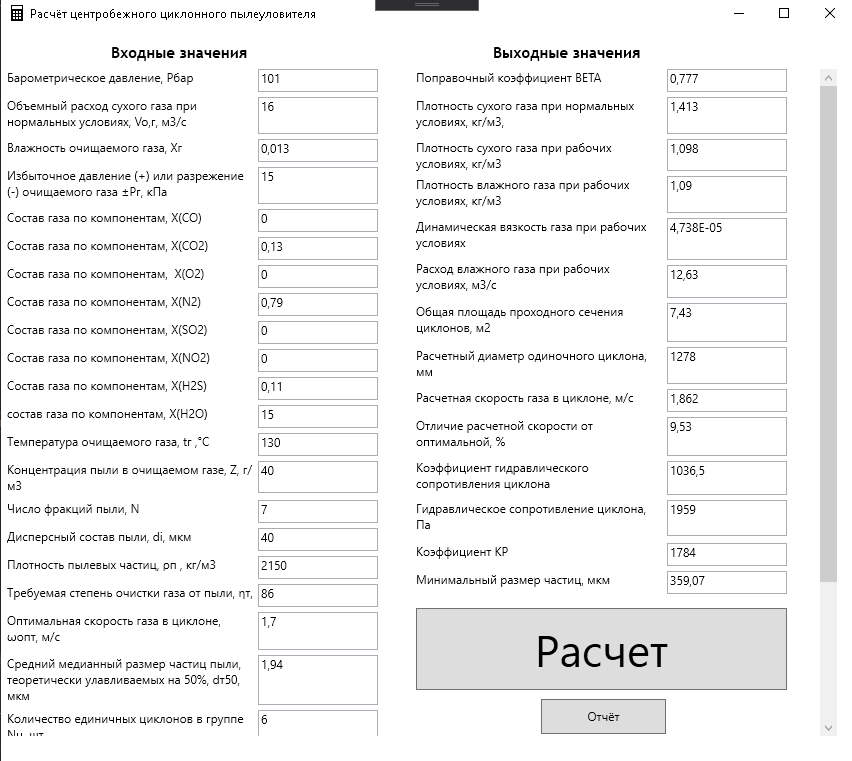 Расчёт центробежного циклонного пылеуловителя
Входные значения
Барометрическое давление, Рбар
101
Объемный расход сухого газа при
нормальных условиях, Vо,г, м3/с
16
Влажность очищаемого газа, Хг
0,013
Избыточное давление (+) или разрежение
(-) очищаемого газа ±Рг, кПа
15
Состав газа по компонентам, X(CO)
0
Состав газа по компонентам, X(CO2)
0,13
Состав газа по компонентам,  X(O2)
0
Состав газа по компонентам, X(N2)
0,79
Состав газа по компонентам, X(SO2)
0
Состав газа по компонентам, X(NO2)
0
Состав газа по компонентам, X(H2S)
0,11
состав газа по компонентам, X(H2O)
15
Температура очищаемого газа, tг ,°С
130
Концентрация пыли в очищаемом газе, Z, г/
м3
40
Число фракций пыли, N
7
Дисперсный состав пыли, di, мкм
40
Плотность пылевых частиц, ρп , кг/м3
2150
Требуемая степень очистки газа от пыли, ηт,
86
Оптимальная скорость газа в циклоне,
ωопт, м/с
1,7
Средний медианный размер частиц пыли,
теоретически улавливаемых на 50%, dт50,
мкм
1,94
Количество единичных циклонов в группе
Nц, шт
6
Выходные значения
Поправочный коэффициент BETA
0,777
Плотность сухого газа при нормальных
условиях, кг/м3,
1,413
Плотность сухого газа при рабочих
условиях, кг/м3
1,098
Плотность влажного газа при рабочих
условиях, кг/м3
1,09
Динамическая вязкость газа при рабочих
условиях
4,738E-05
Расход влажного газа при рабочих
условиях, м3/с
12,63
Общая площадь проходного сечения
циклонов, м2
7,43
Расчетный диаметр одиночного циклона,
мм
1278
Расчетная скорость газа в циклоне, м/с
1,862
Отличие расчетной скорости от
оптимальной, %
9,53
Коэффициент гидравлического
сопротивления циклона
1036,5
Гидравлическое сопротивление циклона,
Па
1959
Коэффициент КР
1784
Минимальный размер частиц, мкм
359,07
Расчет
Отчёт